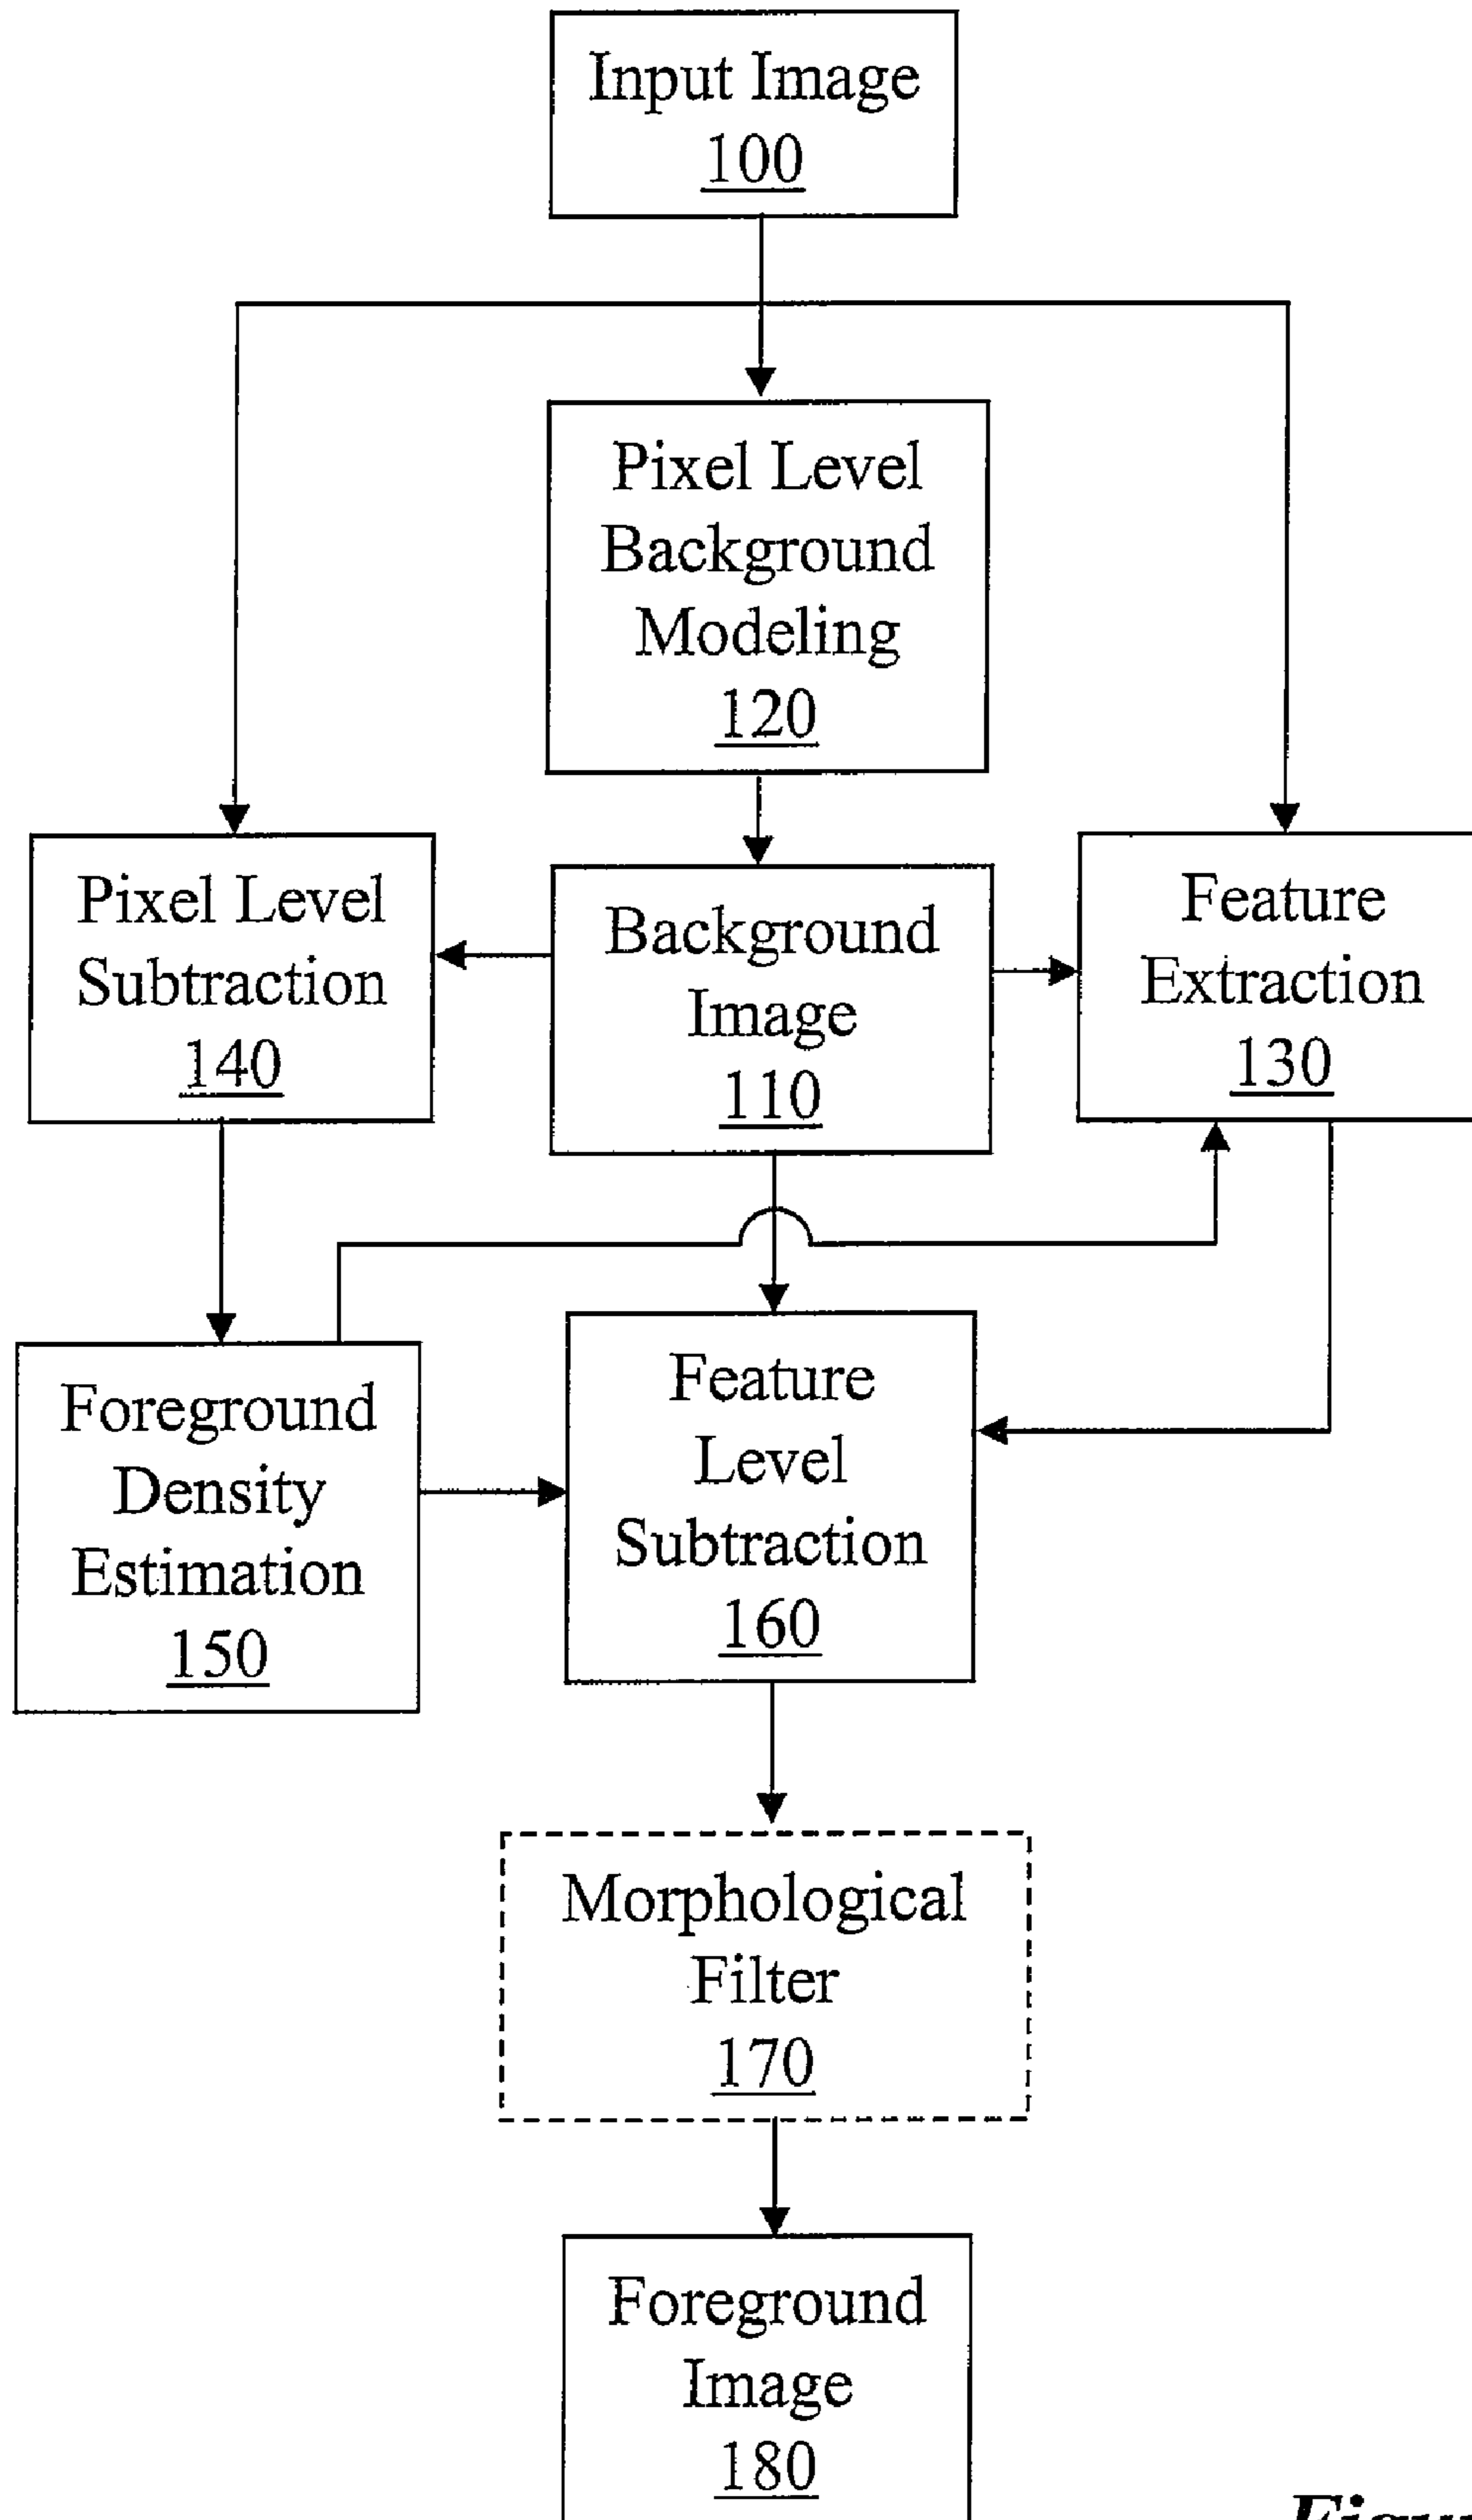 Input Image
100
Pixel Level
Background
Modeling
120
Pixel Level
Subtraction
140
Background
Image
110
Feature
Extraction
130
Foreground
Density
Estimation
150
Feature
Level
Subtraction
160
Morphological
Filter
170
Foreground
Image
180